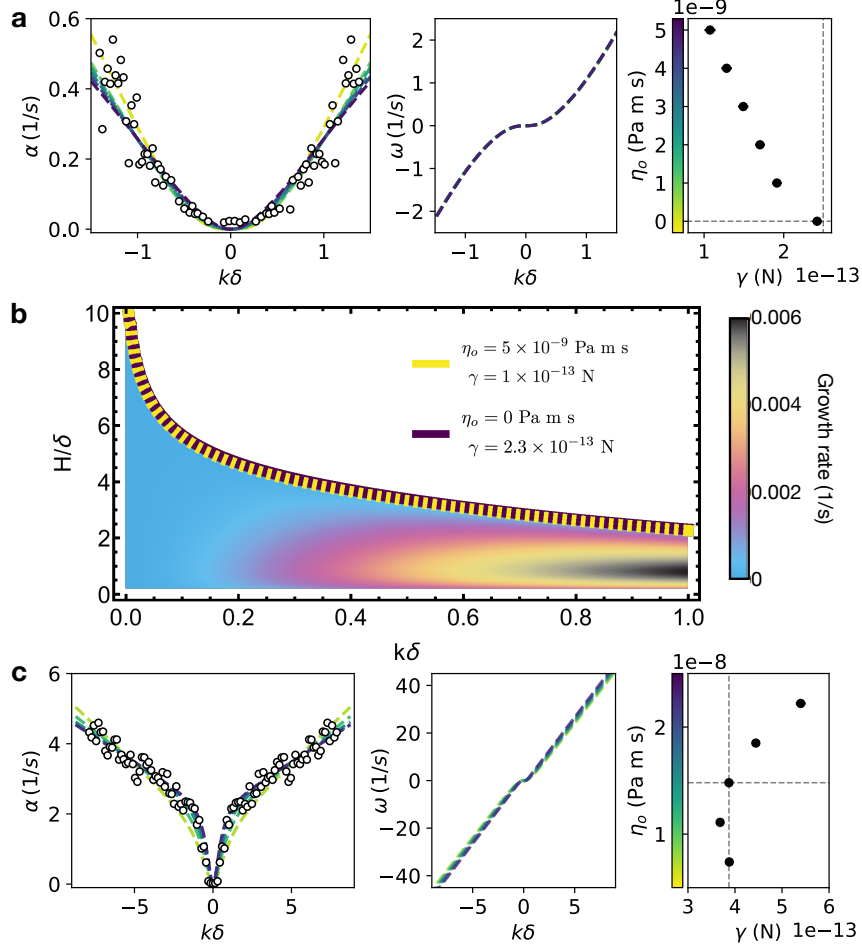 a
0.6
0.4
0.2
0.0
α (1/s)
−1
0
1
kδ
2
1
0
−1
−2
ω (1/s)
−1
0
1
kδ
1e−9
5
4
3
2
1
0
η_o (Pa m s)
1
2
γ (N)
1e−13
b
10
8
6
4
2
0
H/δ
η_o = 5 × 10⁻⁹ Pa m s
γ = 1 × 10⁻¹³ N
η_o = 0 Pa m s
γ = 2.3 × 10⁻¹³ N
0.0
0.2
0.4
0.6
0.8
1.0
kδ
0.006
0.004
0.002
0
Growth rate (1/s)
c
6
4
2
0
α (1/s)
−5
0
5
kδ
40
20
0
−20
−40
ω (1/s)
−5
0
5
kδ
1e−8
2
1
η_o (Pa m s)
3
4
5
6
γ (N)
1e−13